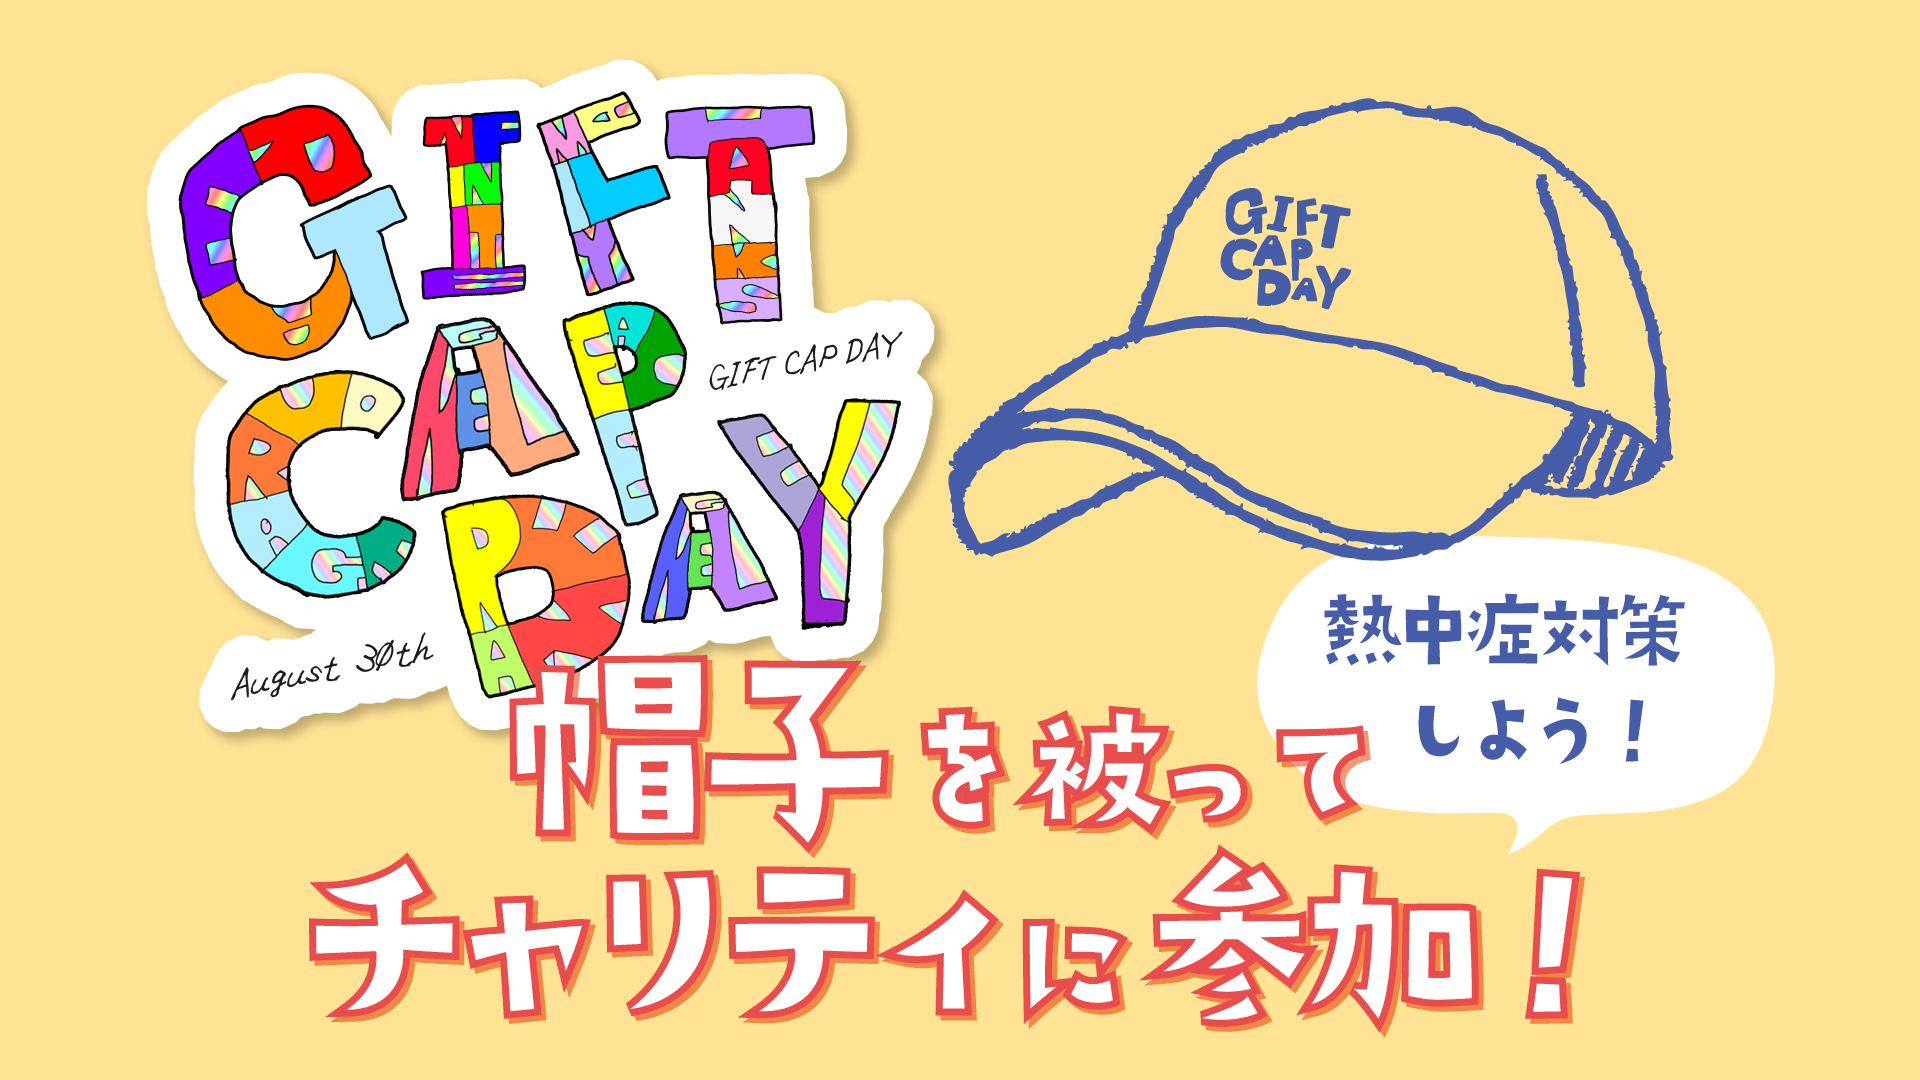 GIFT
CAP
GIFT CAP DAY
DAY
August 30th
GIFT
CAP
DAY
熱中症対策
しよう！
帽子を被って
チャリティに参加！